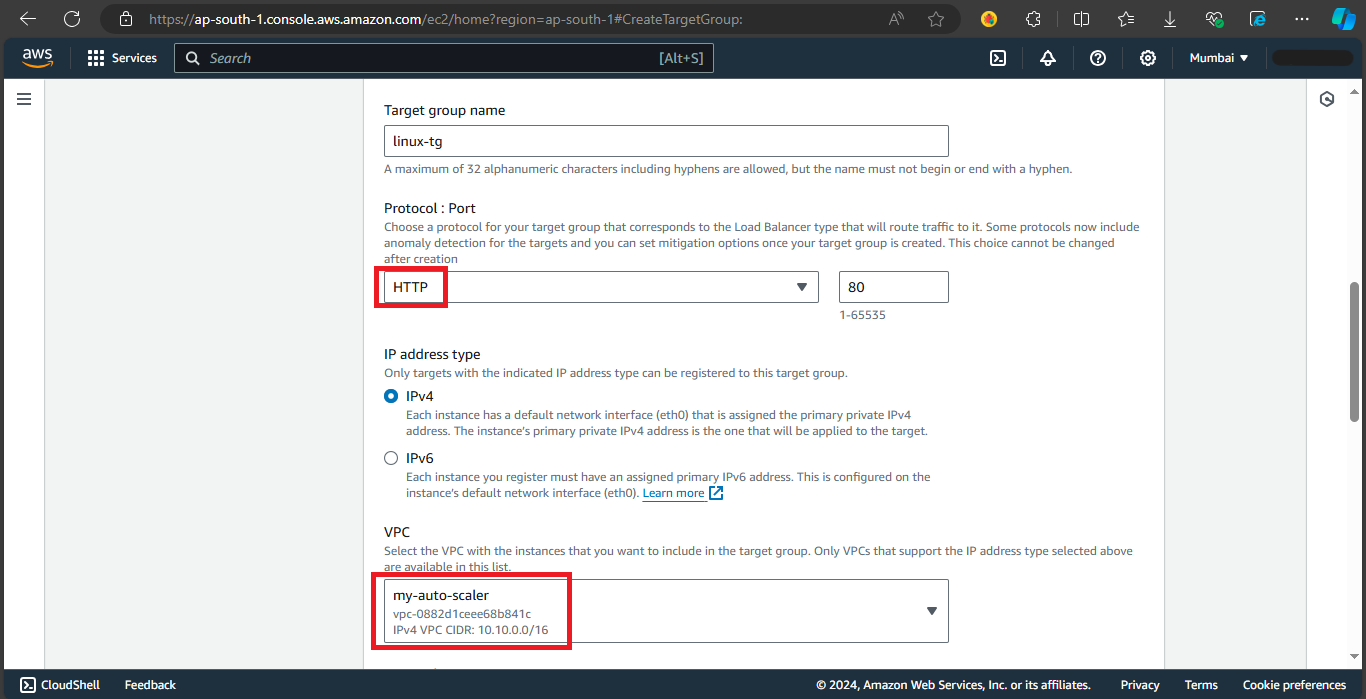 https://ap-south-1.console.aws.amazon.com/ec2/home?region=ap-south-1#CreateTargetGroup:
aws
Services
Search
[Alt+S]
Mumbai
Target group name
linux-tg
A maximum of 32 alphanumeric characters including hyphens are allowed, but the name must not begin or end with a hyphen.
Protocol : Port
Choose a protocol for your target group that corresponds to the Load Balancer type that will route traffic to it. Some protocols now include
anomaly detection for the targets and you can set mitigation options once your target group is created. This choice cannot be changed
after creation
HTTP
80
1-65535
IP address type
Only targets with the indicated IP address type can be registered to this target group.
IPv4
Each instance has a default network interface (eth0) that is assigned the primary private IPv4
address. The instance's primary private IPv4 address is the one that will be applied to the target.
IPv6
Each instance you register must have an assigned primary IPv6 address. This is configured on the
instance's default network interface (eth0). Learn more
VPC
Select the VPC with the instances that you want to include in the target group. Only VPCs that support the IP address type selected above
are available in this list.
my-auto-scaler
vpc-0882d1ceee68b841c
IPv4 VPC CIDR: 10.10.0.0/16
CloudShell
Feedback
© 2024, Amazon Web Services, Inc. or its affiliates.
Privacy
Terms
Cookie preferences